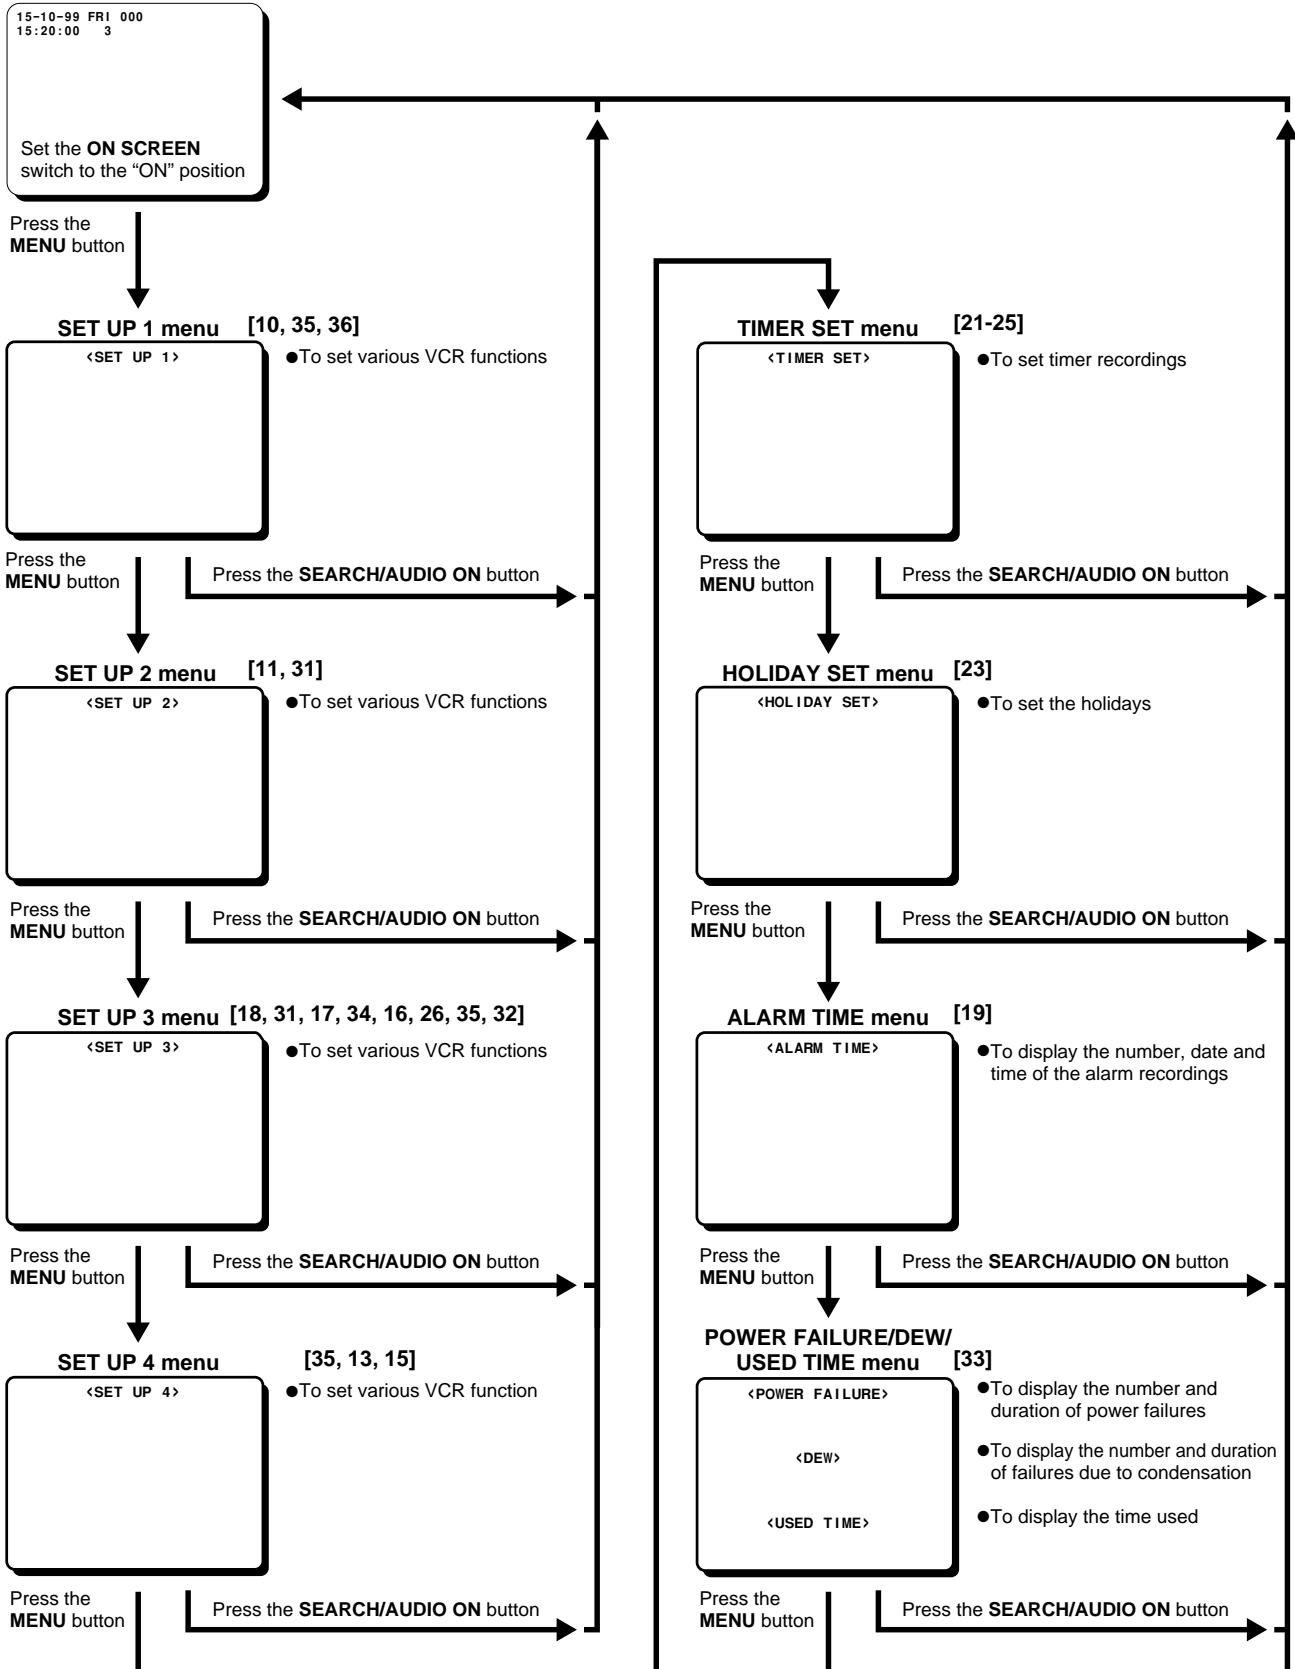 15-10-99 FRI 000
15:20:00 3
Set the ON SCREEN
switch to the “ON” position
Press the
MENU button
SET UP 1 menu [10, 35, 36]
<SET UP 1>
●To set various VCR functions
Press the
MENU button
Press the SEARCH/AUDIO ON button
SET UP 2 menu [11, 31]
<SET UP 2>
●To set various VCR functions
Press the
MENU button
Press the SEARCH/AUDIO ON button
SET UP 3 menu [18, 31, 17, 34, 16, 26, 35, 32]
<SET UP 3>
●To set various VCR functions
Press the
MENU button
Press the SEARCH/AUDIO ON button
SET UP 4 menu [35, 13, 15]
<SET UP 4>
●To set various VCR function
Press the
MENU button
Press the SEARCH/AUDIO ON button
TIMER SET menu [21-25]
<TIMER SET>
●To set timer recordings
Press the
MENU button
Press the SEARCH/AUDIO ON button
HOLIDAY SET menu [23]
<HOLIDAY SET>
●To set the holidays
Press the
MENU button
Press the SEARCH/AUDIO ON button
ALARM TIME menu [19]
<ALARM TIME>
●To display the number, date and
time of the alarm recordings
Press the
MENU button
Press the SEARCH/AUDIO ON button
POWER FAILURE/DEW/
USED TIME menu [33]
<POWER FAILURE>
●To display the number and
duration of power failures
<DEW>
●To display the number and duration
of failures due to condensation
<USED TIME>
●To display the time used
Press the
MENU button
Press the SEARCH/AUDIO ON button